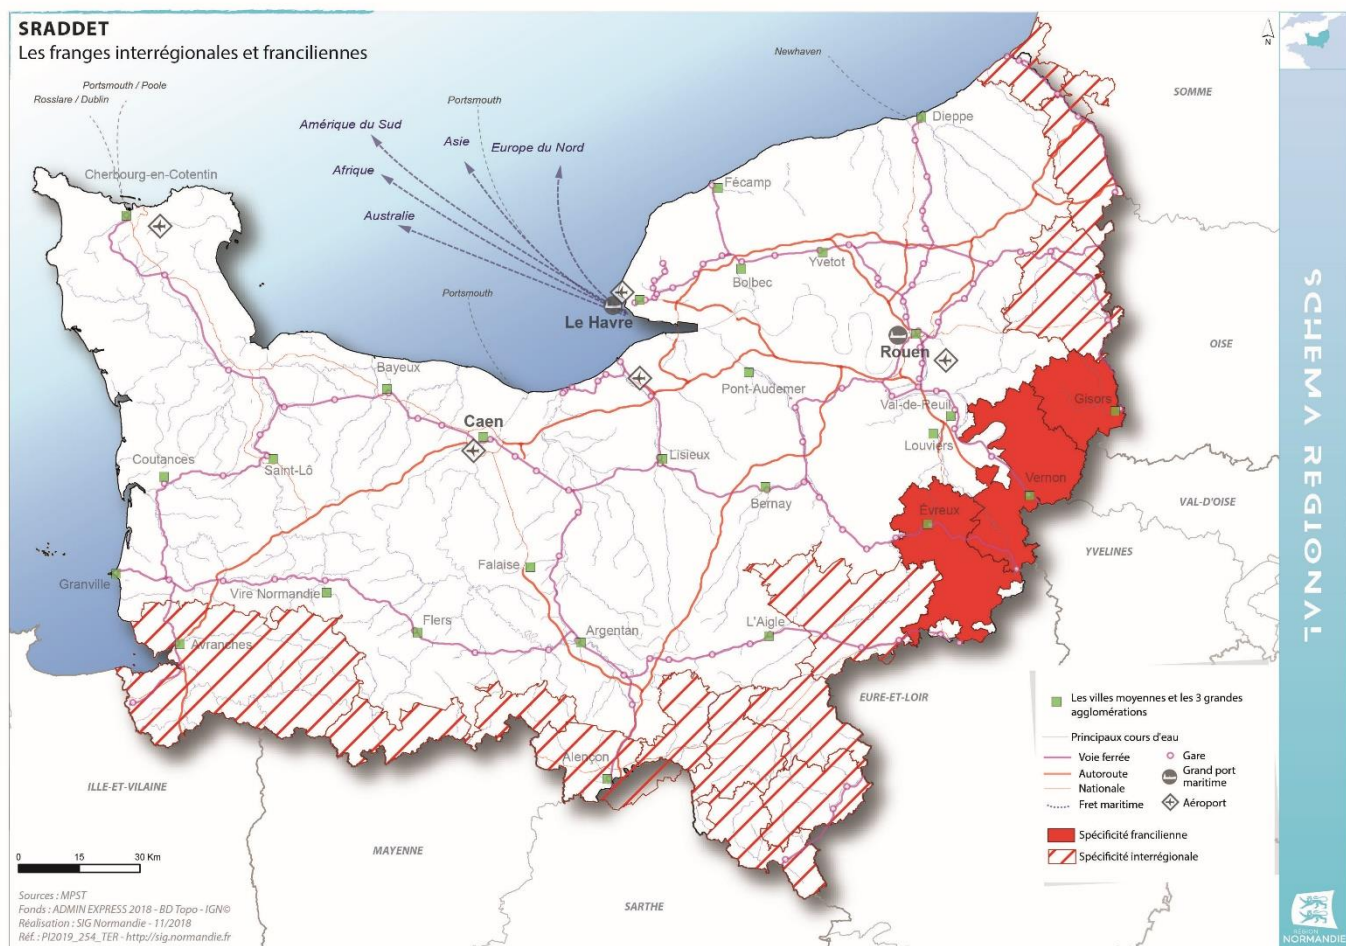 SRADDET
Les franges interrégionales et franciliennes
N
Newhaven
Portsmouth / Poole
Rosslare / Dublin
Portsmouth
Amérique du Sud
Asie
Europe du Nord
Afrique
Australie
Portsmouth
SOMME
Dieppe
Cherbourg-en-Cotentin
Fécamp
Yvetot
Bolbec
Le Havre
Rouen
OISE
Bayeux
Pont-Audemer
Gisors
Val-de-Reuil
Caen
Louviers
Coutances
Saint-Lô
Lisieux
Vernon
VAL-D'OISE
Bernay
Évreux
YVELINES
Falaise
Granville
Vire Normandie
Flers
Argentan
L'Aigle
Avranches
EURE-ET-LOIR
Alençon
ILLE-ET-VILAINE
MAYENNE
SARTHE
Les villes moyennes et les 3 grandes
agglomérations
Principaux cours d'eau
Voie ferrée
Autoroute
Nationale
Fret maritime
Gare
Grand port
maritime
Aéroport
Spécificité francilienne
Spécificité interrégionale
0 15 30 Km
Sources : MPST
Fonds : ADMIN EXPRESS 2018 - BD Topo - IGN©
Réalisation : SIG Normandie - 11/2018
Réf. : PI2019_254_TER - http://sig.normandie.fr
SCHEMA REGIONAL
RÉGION
NORMANDIE